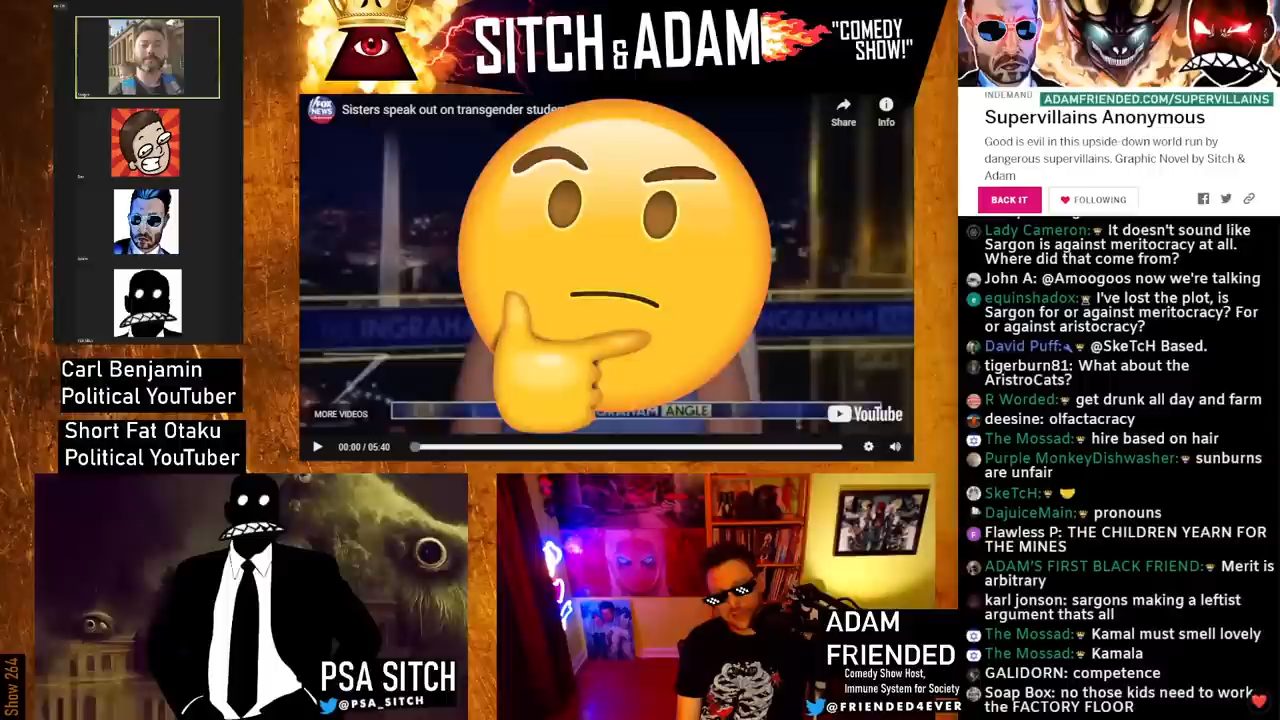 SITCH & ADAM
"COMEDY
SHOW!"
FOX
NEWS
Sisters speak out on transgender student
Share
Info
INGRAHAM
INGRAHAM
INGRAHAM ANGLE
MORE VIDEOS
YouTube
00:00 / 05:40
Carl Benjamin
Political YouTuber
Short Fat Otaku
Political YouTuber
PSA SITCH
@PSA_SITCH
Show 264
ADAM
FRIENDED
Comedy Show Host,
Immune System for Society
@FRIENDED4EVER
INDEMAND
ADAMFRIENDED.COM/SUPERVILLAINS
Supervillains Anonymous
Good is evil in this upside-down world run by
dangerous supervillains. Graphic Novel by Sitch &
Adam
BACK IT
FOLLOWING
Lady Cameron: It doesn't sound like
Sargon is against meritocracy at all.
Where did that come from?
John A: @Amoogoos now we're talking
equinshadox: I've lost the plot, is
Sargon for or against meritocracy? For
or against aristocracy?
David Puff: @SkeTcH Based.
tigerburn81: What about the
AristroCats?
R Worded: get drunk all day and farm
deesine: olfactacracy
The Mossad: hire based on hair
Purple MonkeyDishwasher: sunburns
are unfair
SkeTcH: 🤝
DajuiceMain: pronouns
Flawless P: THE CHILDREN YEARN FOR
THE MINES
ADAM'S FIRST BLACK FRIEND: Merit is
arbitrary
karl jonson: sargons making a leftist
argument thats all
The Mossad: Kamal must smell lovely
The Mossad: Kamala
GALIDORN: competence
Soap Box: no those kids need to work
the FACTORY FLOOR